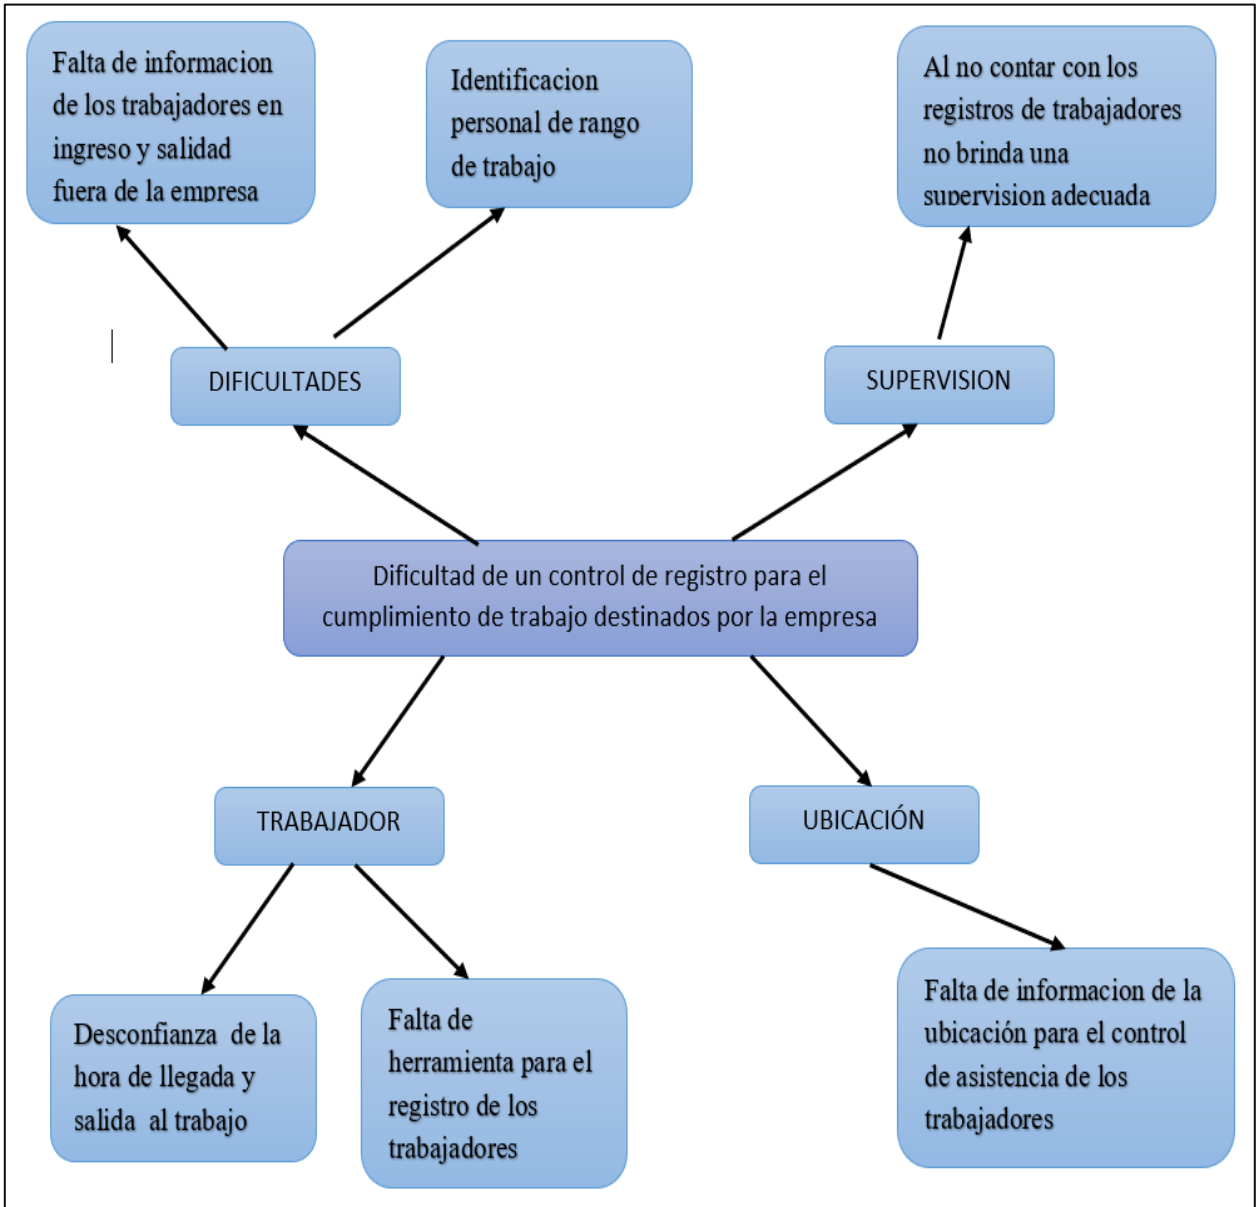 Falta de informacion
de los trabajadores en
ingreso y salidad
fuera de la empresa
Identificacion
personal de rango
de trabajo
Al no contar con los
registros de trabajadores
no brinda una
supervision adecuada
DIFICULTADES
SUPERVISION
Dificultad de un control de registro para el
cumplimiento de trabajo destinados por la empresa
TRABAJADOR
UBICACIÓN
Desconfianza de la
hora de llegada y
salida al trabajo
Falta de
herramienta para el
registro de los
trabajadores
Falta de informacion de la
ubicación para el control
de asistencia de los
trabajadores